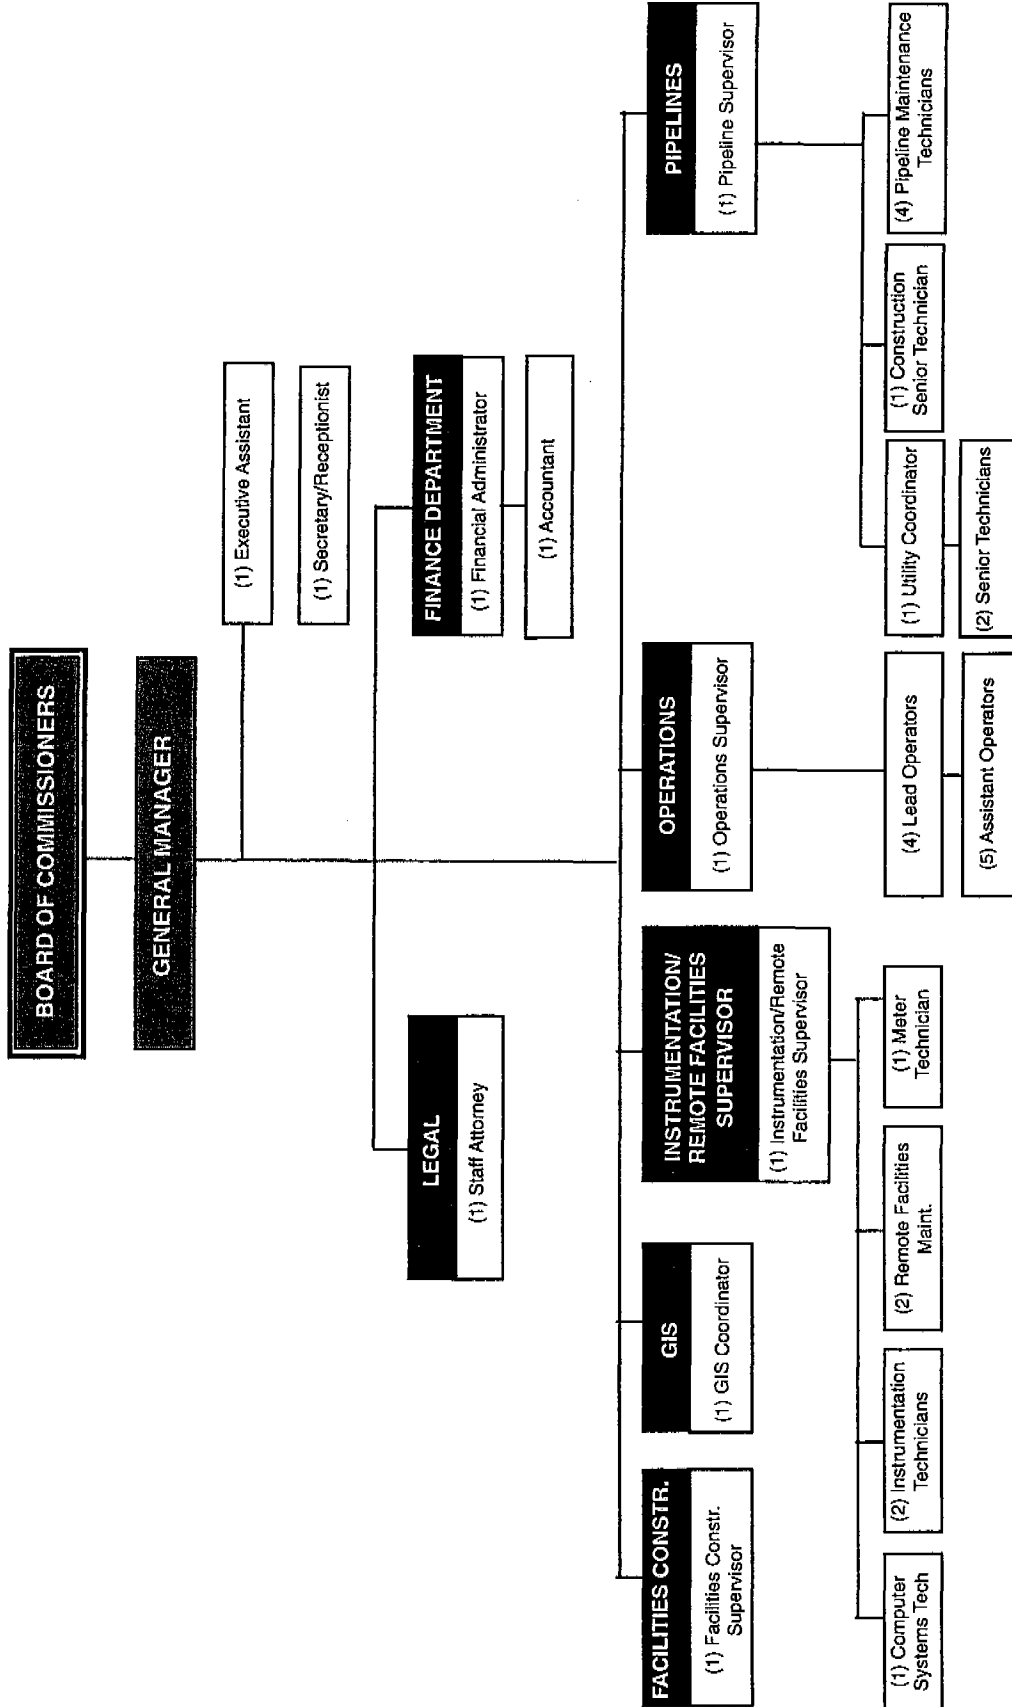 BOARD OF COMMISSIONERS
GENERAL MANAGER
(1) Executive Assistant
(1) Secretary/Receptionist
LEGAL
(1) Staff Attorney
FINANCE DEPARTMENT
(1) Financial Administrator
(1) Accountant
FACILITIES CONSTR.
(1) Facilities Constr.
Supervisor
GIS
(1) GIS Coordinator
INSTRUMENTATION/
REMOTE FACILITIES
SUPERVISOR
(1) Instrumentation/Remote
Facilities Supervisor
(1) Computer
Systems Tech
(2) Instrumentation
Technicians
(2) Remote Facilities
Maint.
(1) Meter
Technician
OPERATIONS
(1) Operations Supervisor
(4) Lead Operators
(5) Assistant Operators
PIPELINES
(1) Pipeline Supervisor
(1) Utility Coordinator
(2) Senior Technicians
(1) Construction
Senior Technician
(4) Pipeline Maintenance
Technicians